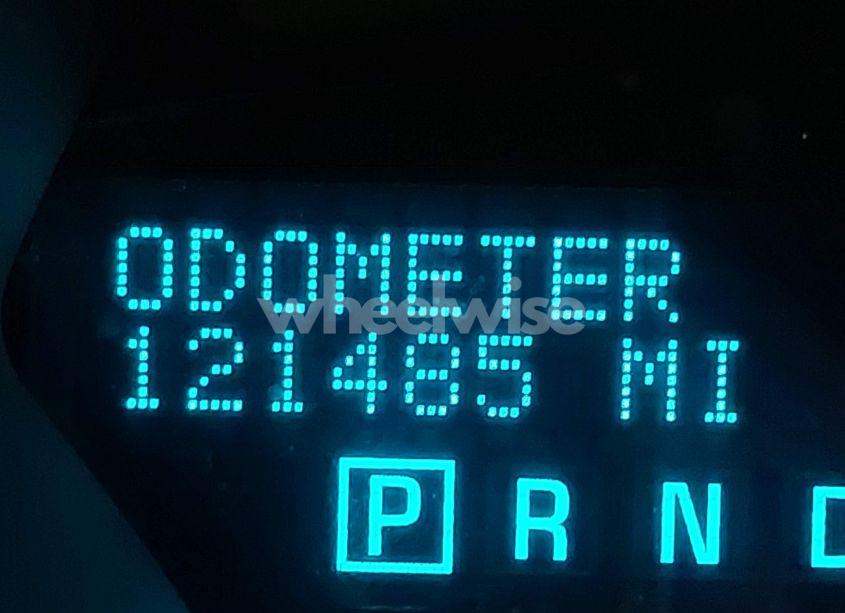 ODOMETER
wheelwise
121485 MI
P R N